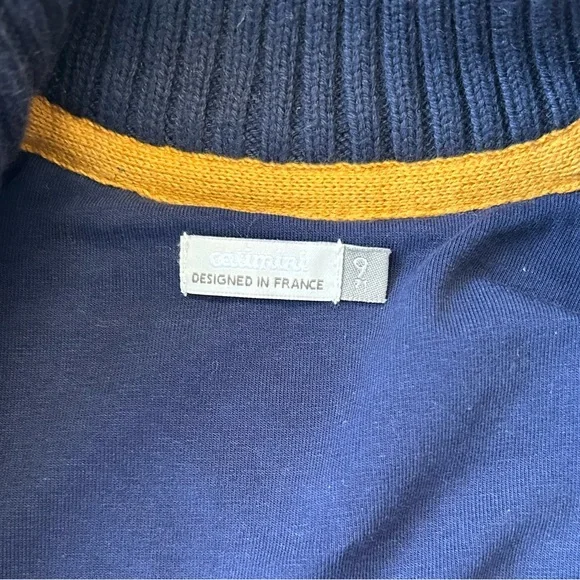 catimini
DESIGNED IN FRANCE
9